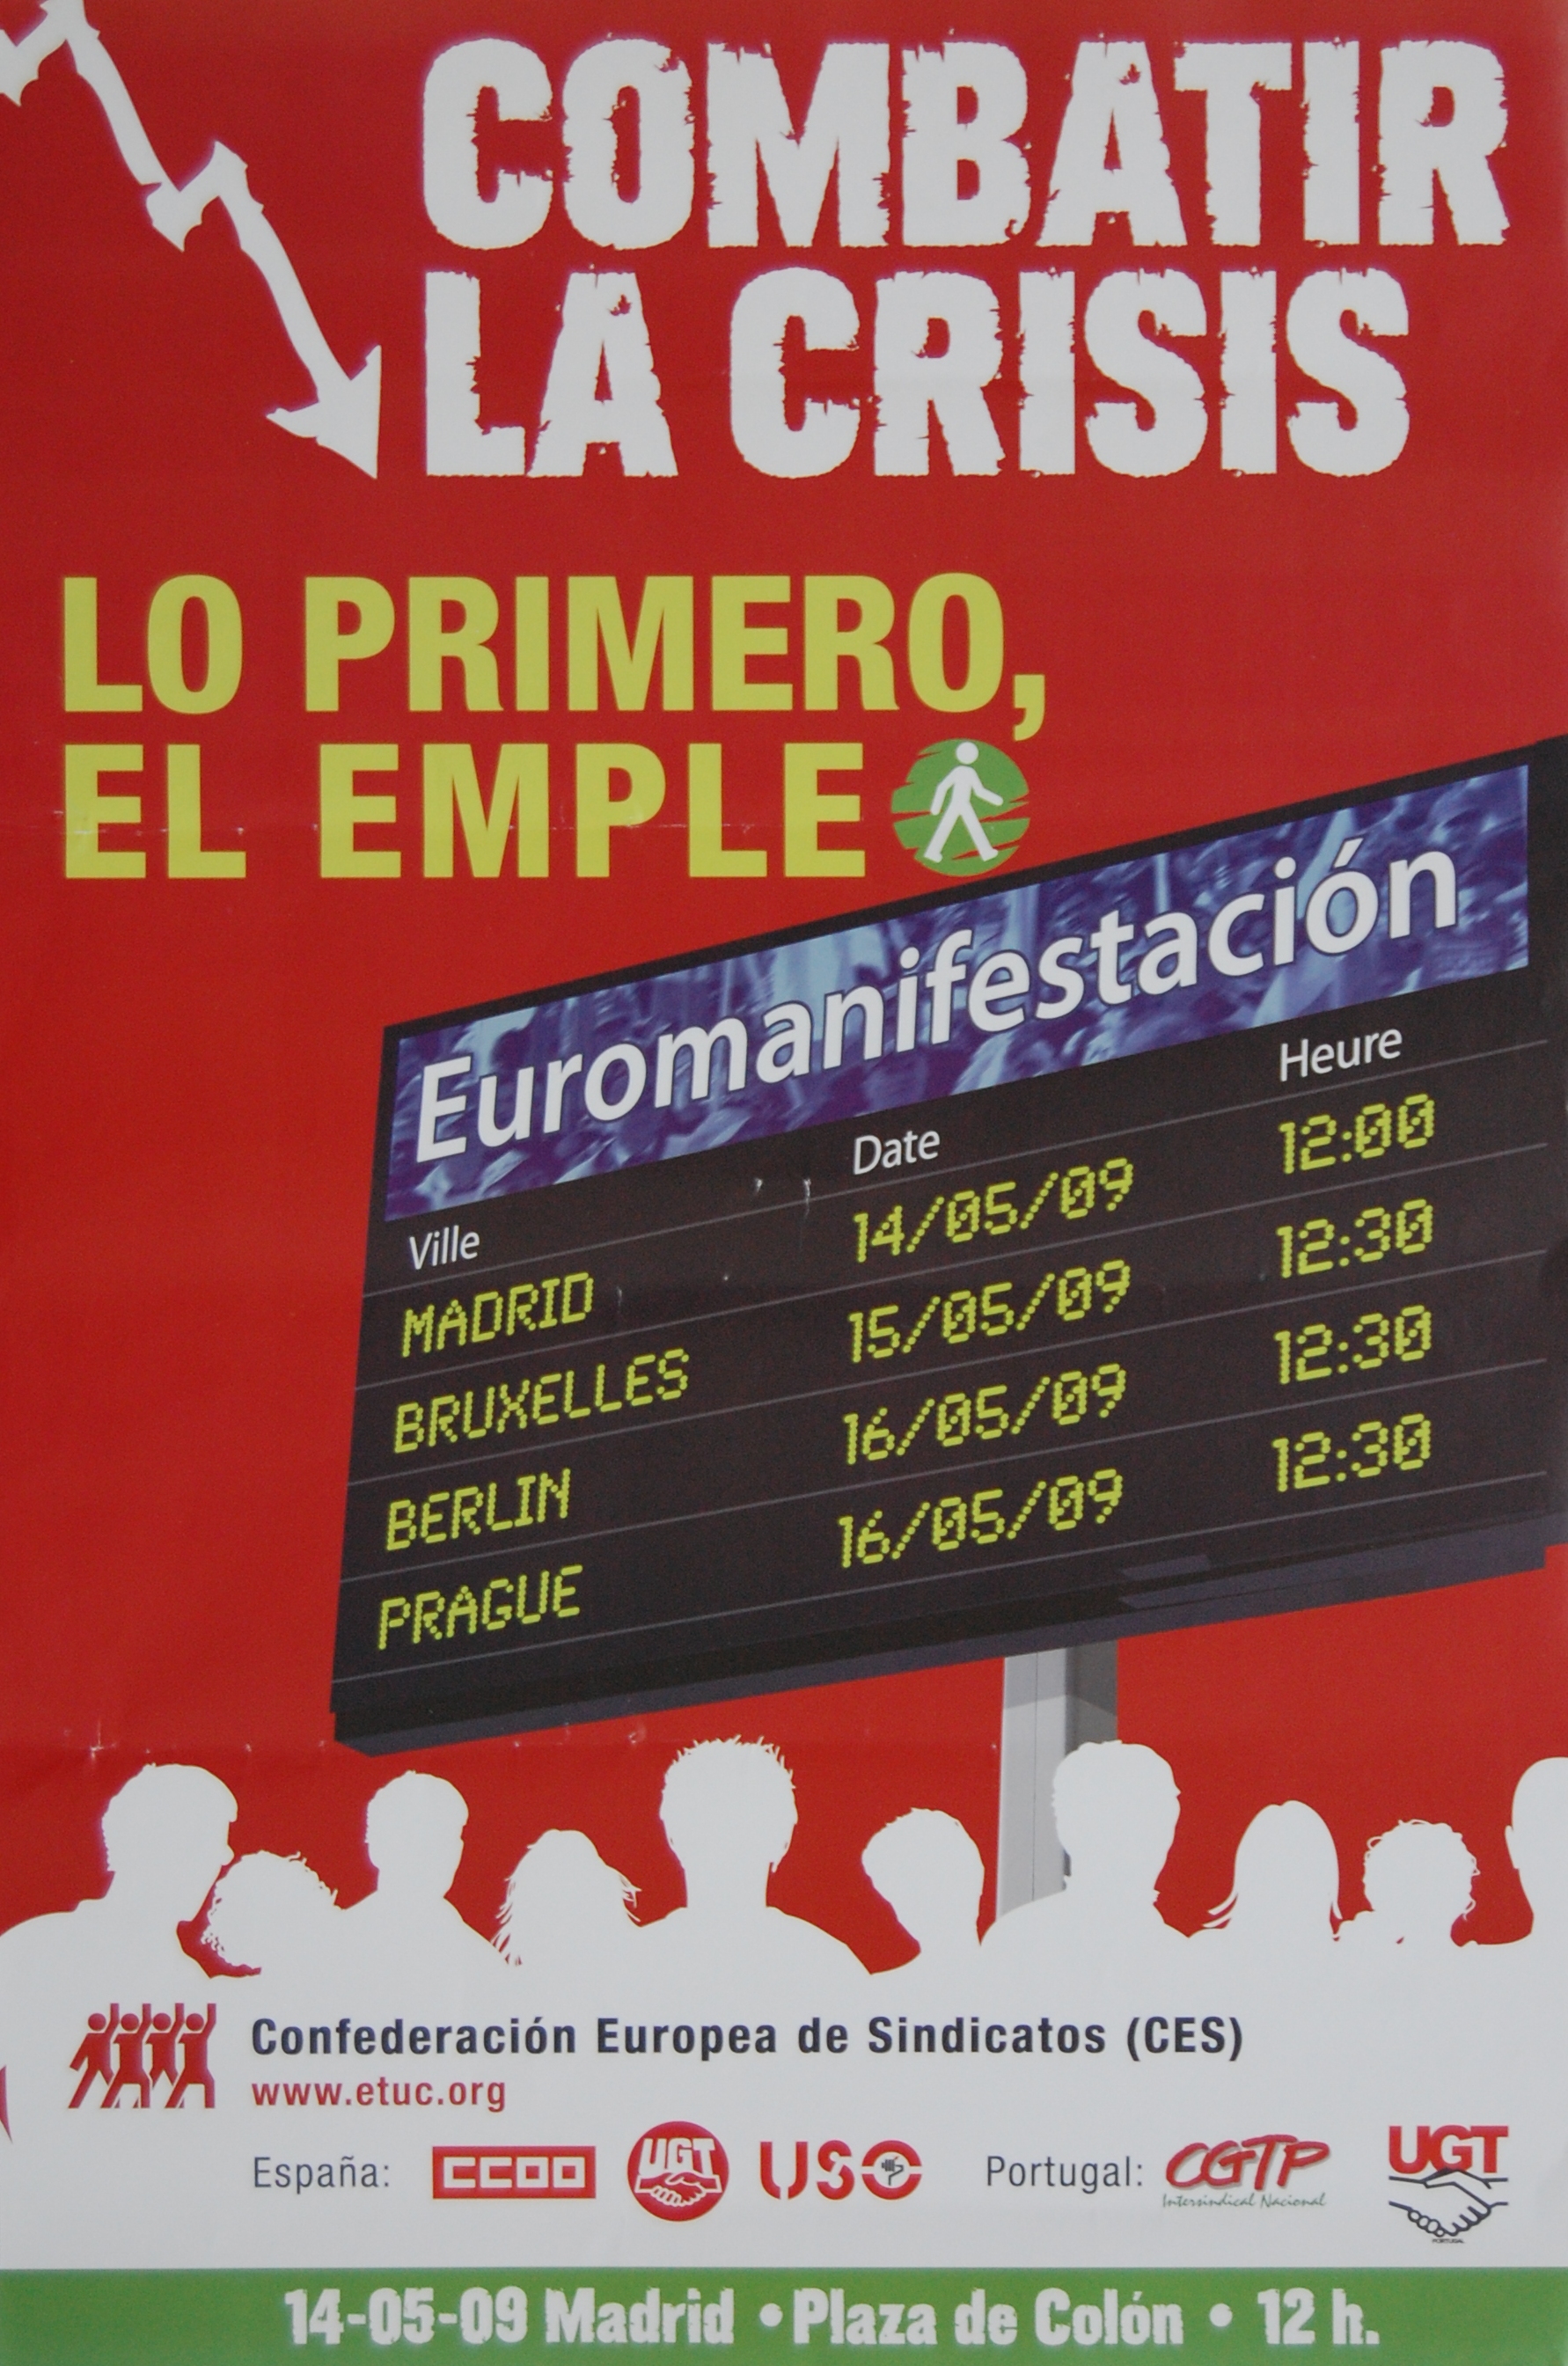 COMBATIR
LA CRISIS
LO PRIMERO,
EL EMPLE
Euromanifestación
Ville Date Heure
MADRID 14/05/09 12:00
BRUXELLES 15/05/09 12:30
BERLIN 16/05/09 12:30
PRAGUE 16/05/09 12:30
Confederación Europea de Sindicatos (CES)
www.etuc.org
España: CCOO UGT USO Portugal: CGTP UGT
Intersindical Nacional
PORTUGAL
14-05-09 Madrid • Plaza de Colón • 12 h.